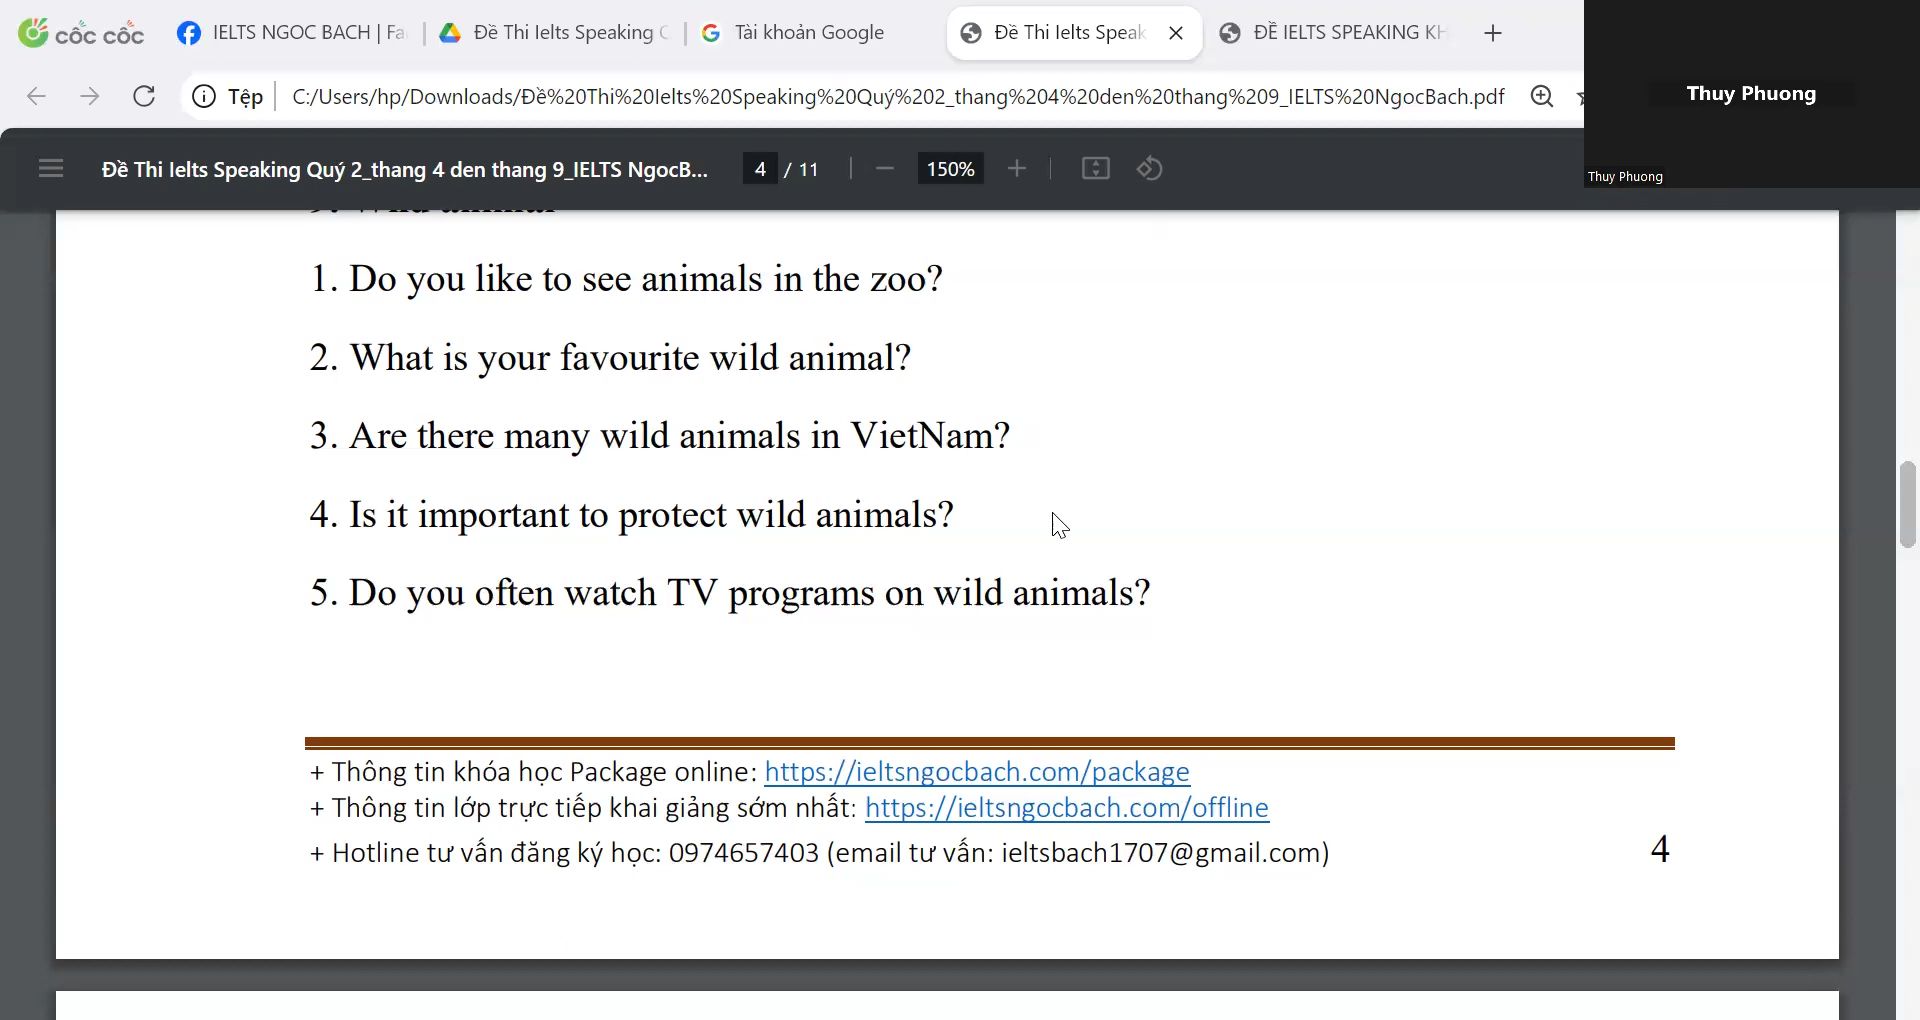 cốc cốc
IELTS NGOC BACH | Fa
Đề Thi Ielts Speaking
Tài khoản Google
Đề Thi Ielts Speak
ĐỀ IELTS SPEAKING KH
Tệp
C:/Users/hp/Downloads/Đề%20Thi%20Ielts%20Speaking%20Quý%202_thang%204%20den%20thang%209_IELTS%20NgocBach.pdf
Thuy Phuong
Thuy Phuong
Đề Thi Ielts Speaking Quý 2_thang 4 den thang 9_IELTS NgocB...
4 / 11
150%
1. Do you like to see animals in the zoo?
2. What is your favourite wild animal?
3. Are there many wild animals in VietNam?
4. Is it important to protect wild animals?
5. Do you often watch TV programs on wild animals?
+ Thông tin khóa học Package online: https://ieltsngocbach.com/package
+ Thông tin lớp trực tiếp khai giảng sớm nhất: https://ieltsngocbach.com/offline
+ Hotline tư vấn đăng ký học: 0974657403 (email tư vấn: ieltsbach1707@gmail.com)
4